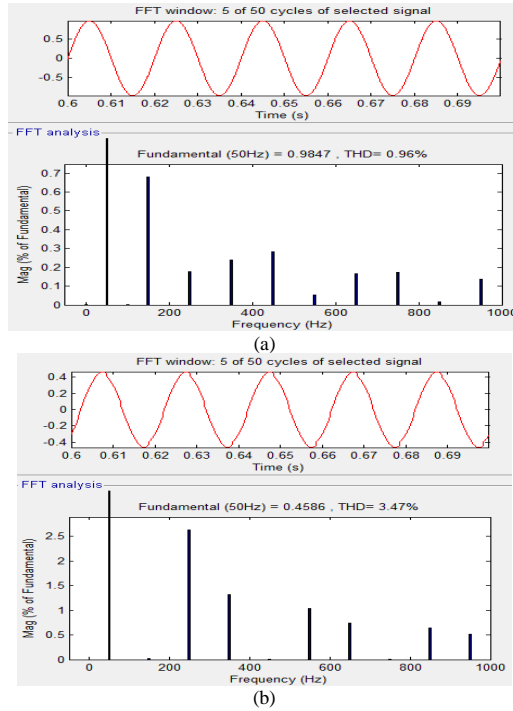 FFT window: 5 of 50 cycles of selected signal
0.5
0
-0.5
0.6 0.61 0.62 0.63 0.64 0.65 0.66 0.67 0.68 0.69
Time (s)
FFT analysis
Fundamental (50Hz) = 0.9847 , THD= 0.96%
Mag (% of Fundamental)
0.7
0.6
0.5
0.4
0.3
0.2
0.1
0
0 200 400 600 800 1000
Frequency (Hz)
(a)
FFT window: 5 of 50 cycles of selected signal
0.4
0.2
0
-0.2
-0.4
0.6 0.61 0.62 0.63 0.64 0.65 0.66 0.67 0.68 0.69
Time (s)
FFT analysis
Fundamental (50Hz) = 0.4586 , THD= 3.47%
Mag (% of Fundamental)
2.5
2
1.5
1
0.5
0
0 200 400 600 800 1000
Frequency (Hz)
(b)